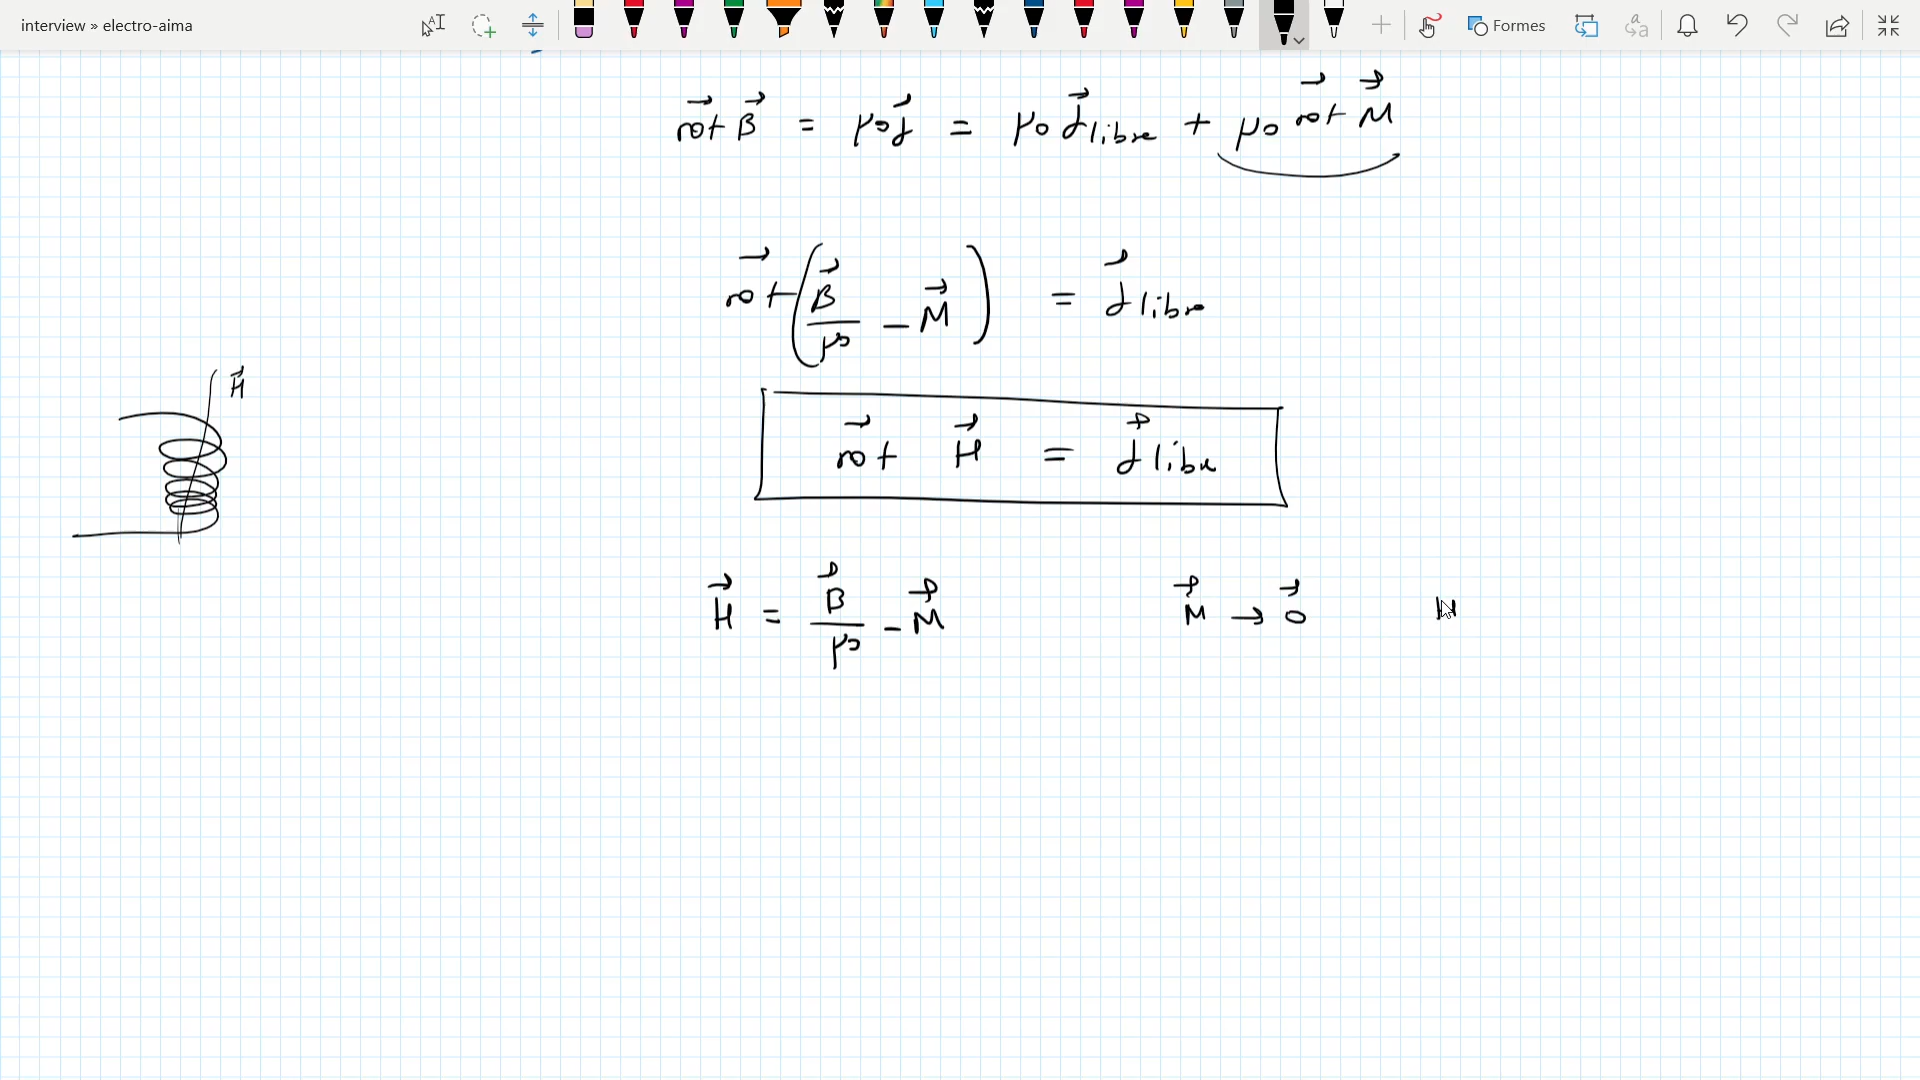 interview » electro-aima
Formes
rot⃗ B⃗ = μ₀ j⃗ = μ₀ j⃗ libre + μ₀ rot⃗ M⃗
rot⃗ (B⃗/μ₀ - M⃗) = j⃗ libre
H⃗
rot⃗ H⃗ = j⃗ libre
H⃗ = B⃗/μ₀ - M⃗
M⃗ → 0⃗
H